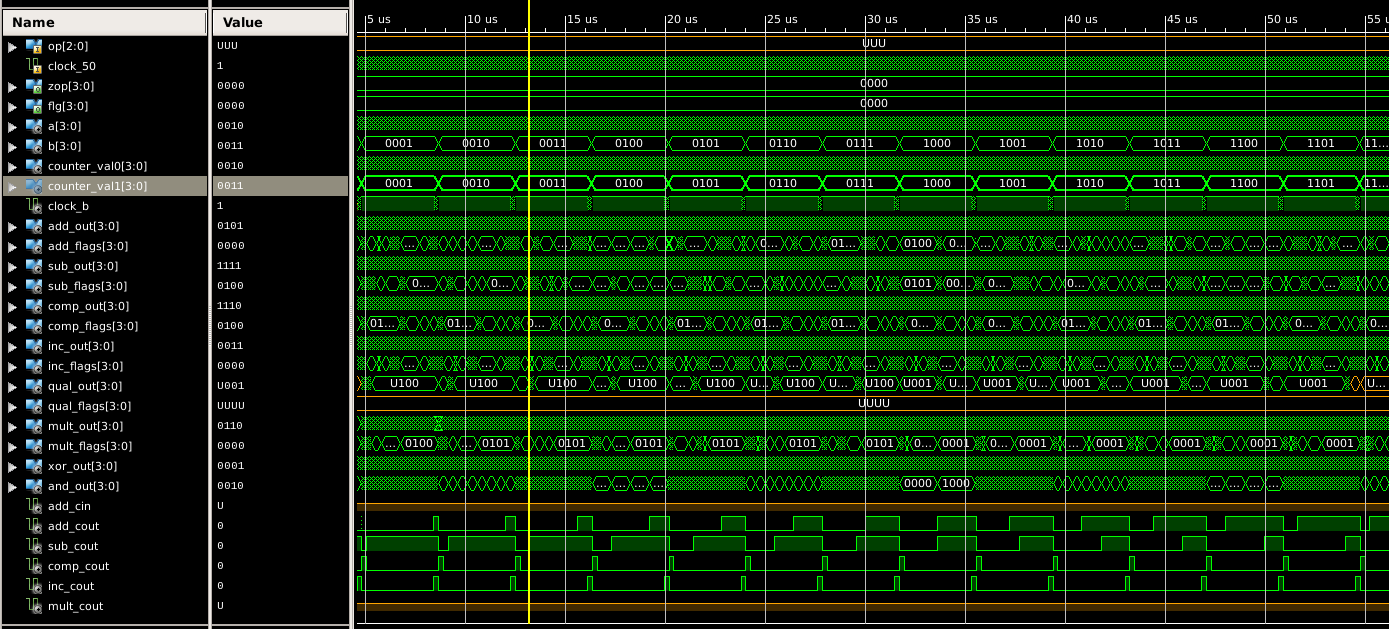 Name Value 5 us 10 us 15 us 20 us 25 us 30 us 35 us 40 us 45 us 50 us 55 us
op[2:0] UUU UUU
clock_50 1
zop[3:0] 0000 0000
flg[3:0] 0000 0000
a[3:0] 0010
b[3:0] 0011 0001 0010 0011 0100 0101 0110 0111 1000 1001 1010 1011 1100 1101 11...
counter_val0[3:0] 0010
counter_val1[3:0] 0011 0001 0010 0011 0100 0101 0110 0111 1000 1001 1010 1011 1100 1101 11...
clock_b 1
add_out[3:0] 0101
add_flags[3:0] 0000 ... ... ... ... ... ... ... 0... 01... 0100 0... ... ... ... ... ... ... ...
sub_out[3:0] 1111
sub_flags[3:0] 0100 0... 0... ... ... ... ... ... ... ... 0101 00... 0... ... ... ... ... ... ... ...
comp_out[3:0] 1110
comp_flags[3:0] 0100 01... 01... 0... 0... 01... 01... 01... 0... 0... 01... 01... 01... 0... 0...
inc_out[3:0] 0011
inc_flags[3:0] 0000 ... ... ... ... ... ... ... ... ... ... ... ... ...
qual_out[3:0] U001 U100 U100 U100 ... U100 ... U100 U... U100 U... U100 U001 U... U001 U... U001 ... U001 ... U001 U001 U...
qual_flags[3:0] UUUU UUUU
mult_out[3:0] 0110
mult_flags[3:0] 0000 ... 0100 ... 0101 ... 0101 ... 0101 ... 0101 ... 0101 ... 0101 0... 0001 0... 0001 ... 0001 ... 0001 ... 0001 ... 0001
xor_out[3:0] 0001
and_out[3:0] 0010 ... ... ... ... 0000 1000 ... ... ... ...
add_cin U
add_cout 0
sub_cout 0
comp_cout 0
inc_cout 0
mult_cout U